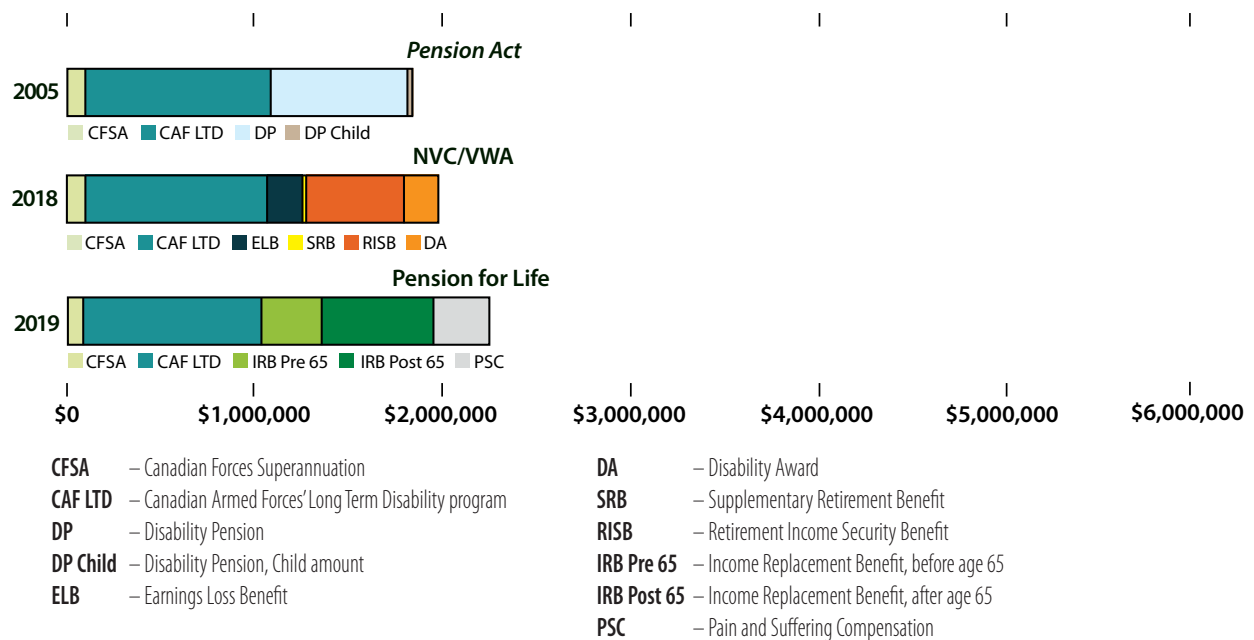 Pension Act
2005
CFSA CAF LTD DP DP Child
NVC/VWA
2018
CFSA CAF LTD ELB SRB RISB DA
Pension for Life
2019
CFSA CAF LTD IRB Pre 65 IRB Post 65 PSC
$0 $1,000,000 $2,000,000 $3,000,000 $4,000,000 $5,000,000 $6,000,000
CFSA – Canadian Forces Superannuation
CAF LTD – Canadian Armed Forces' Long Term Disability program
DP – Disability Pension
DP Child – Disability Pension, Child amount
ELB – Earnings Loss Benefit
DA – Disability Award
SRB – Supplementary Retirement Benefit
RISB – Retirement Income Security Benefit
IRB Pre 65 – Income Replacement Benefit, before age 65
IRB Post 65 – Income Replacement Benefit, after age 65
PSC – Pain and Suffering Compensation